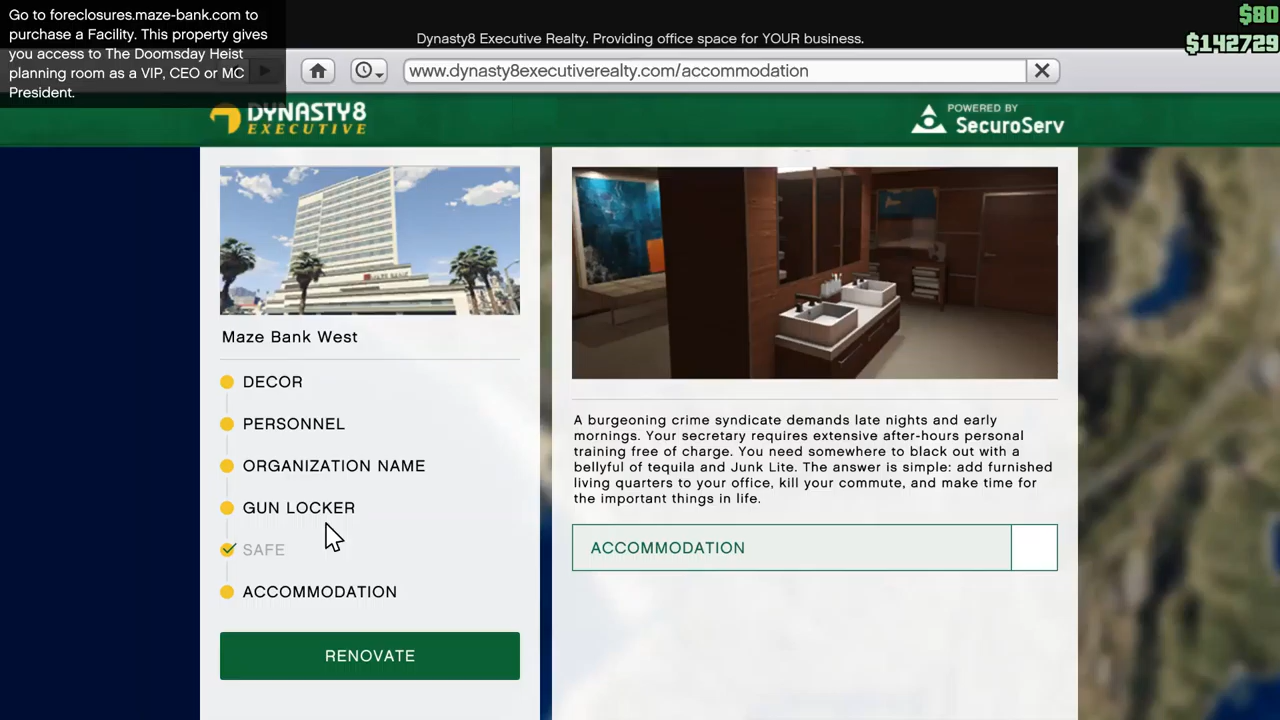 Go to foreclosures.maze-bank.com to
purchase a Facility. This property gives
you access to The Doomsday Heist
planning room as a VIP, CEO or MC
President.
$80
$142729
Dynasty8 Executive Realty. Providing office space for YOUR business.
www.dynasty8executiverealty.com/accommodation
DYNASTY8
EXECUTIVE
POWERED BY
SecuroServ
Maze Bank West
DECOR
PERSONNEL
ORGANIZATION NAME
GUN LOCKER
SAFE
ACCOMMODATION
RENOVATE
A burgeoning crime syndicate demands late nights and early
mornings. Your secretary requires extensive after-hours personal
training free of charge. You need somewhere to black out with a
bellyful of tequila and Junk Lite. The answer is simple: add furnished
living quarters to your office, kill your commute, and make time for
the important things in life.
ACCOMMODATION